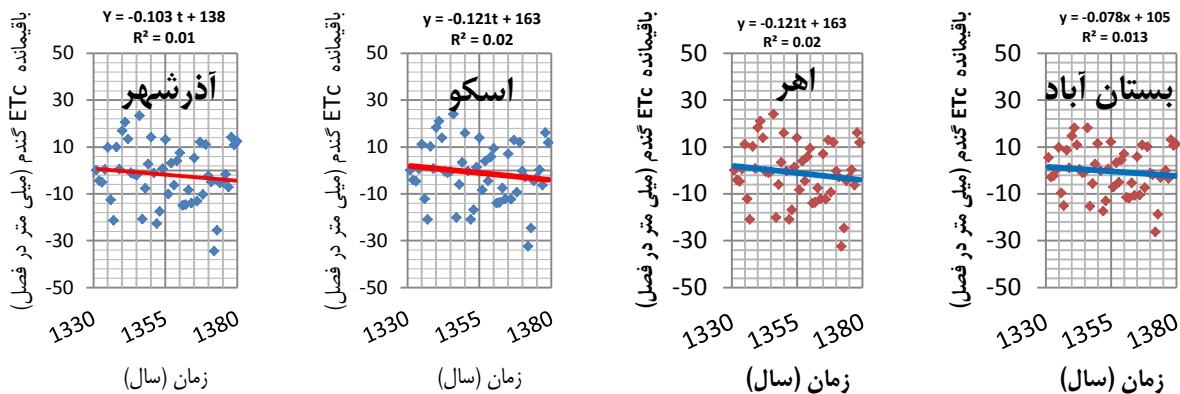 Y = -0.103 t + 138
R² = 0.01
باقیمانده ETc گندم (میلی متر در فصل)
آذرشهر
50
30
10
-10
-30
-50
1330
1355
1380
زمان (سال)
y = -0.121t + 163
R² = 0.02
باقیمانده ETc گندم (میلی متر در فصل)
اسکو
50
30
10
-10
-30
-50
1330
1355
1380
زمان (سال)
y = -0.121t + 163
R² = 0.02
باقیمانده ETc گندم (میلی متر در فصل)
اهر
50
30
10
-10
-30
-50
1330
1355
1380
زمان (سال)
y = -0.078x + 105
R² = 0.013
باقیمانده ETc گندم (میلی متر در فصل)
بستان آباد
50
30
10
-10
-30
-50
1330
1355
1380
زمان (سال)